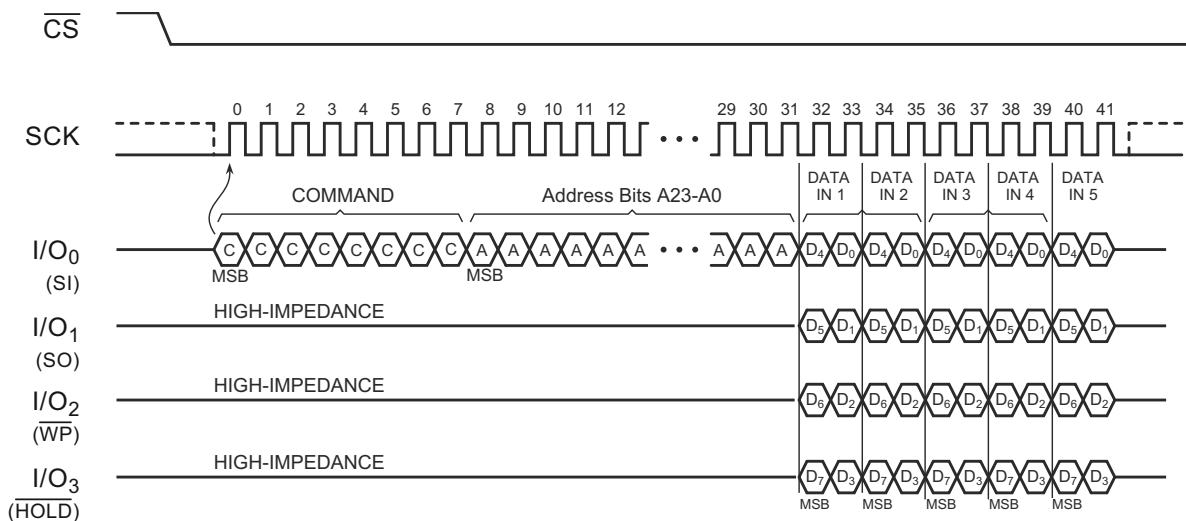 CS
SCK
0 1 2 3 4 5 6 7 8 9 10 11 12 • • • 29 30 31 32 33 34 35 36 37 38 39 40 41
COMMAND
Address Bits A23-A0
DATA IN 1
DATA IN 2
DATA IN 3
DATA IN 4
DATA IN 5
I/O0
(SI)
C C C C C C C C A A A A A A • • • A A A D4 D0 D4 D0 D4 D0 D4 D0 D4 D0
MSB MSB
I/O1
(SO)
HIGH-IMPEDANCE
D5 D1 D5 D1 D5 D1 D5 D1 D5 D1
I/O2
(WP)
HIGH-IMPEDANCE
D6 D2 D6 D2 D6 D2 D6 D2 D6 D2
I/O3
(HOLD)
HIGH-IMPEDANCE
D7 D3 D7 D3 D7 D3 D7 D3 D7 D3
MSB MSB MSB MSB MSB